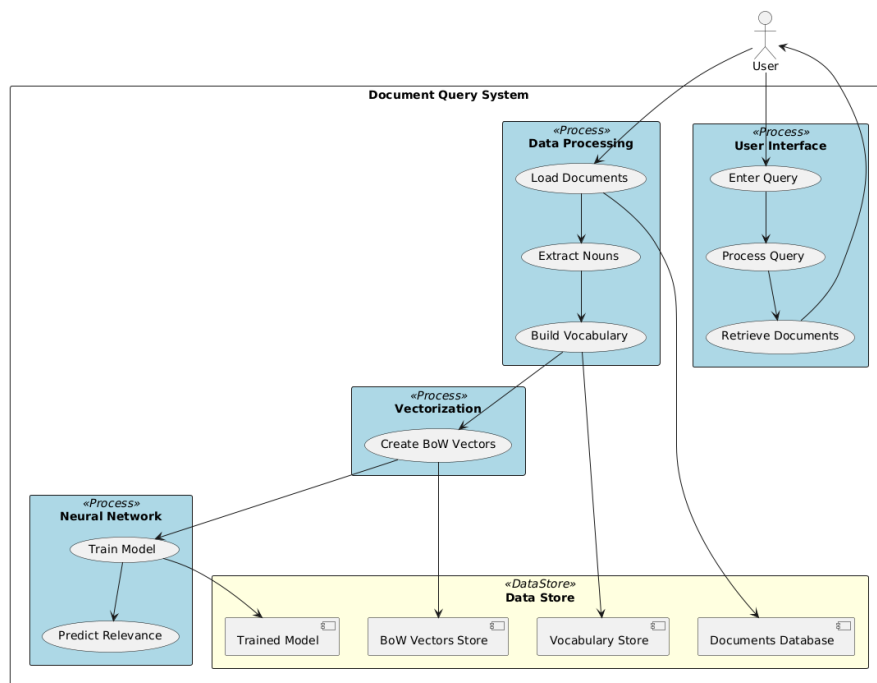 User
Document Query System
«Process»
Data Processing
Load Documents
Extract Nouns
Build Vocabulary
«Process»
User Interface
Enter Query
Process Query
Retrieve Documents
«Process»
Vectorization
Create BoW Vectors
«Process»
Neural Network
Train Model
Predict Relevance
«DataStore»
Data Store
Trained Model
BoW Vectors Store
Vocabulary Store
Documents Database